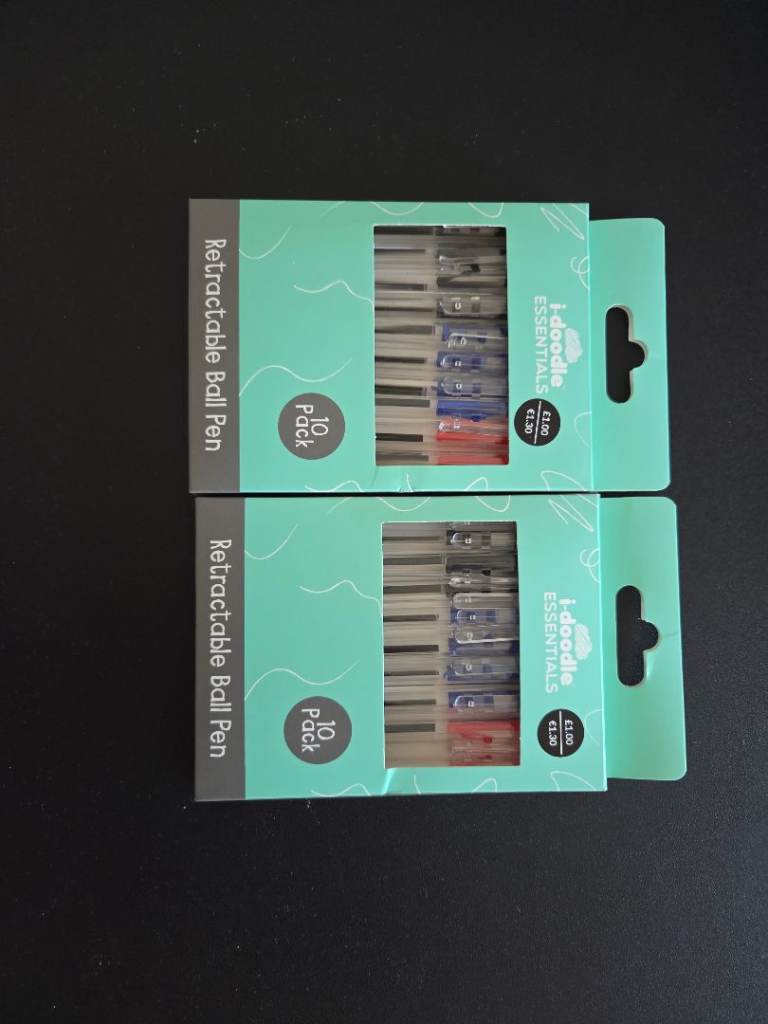 i-doodle
ESSENTIALS
£1.00
€1.30
10
Pack
Retractable Ball Pen
i-doodle
ESSENTIALS
£1.00
€1.30
10
Pack
Retractable Ball Pen